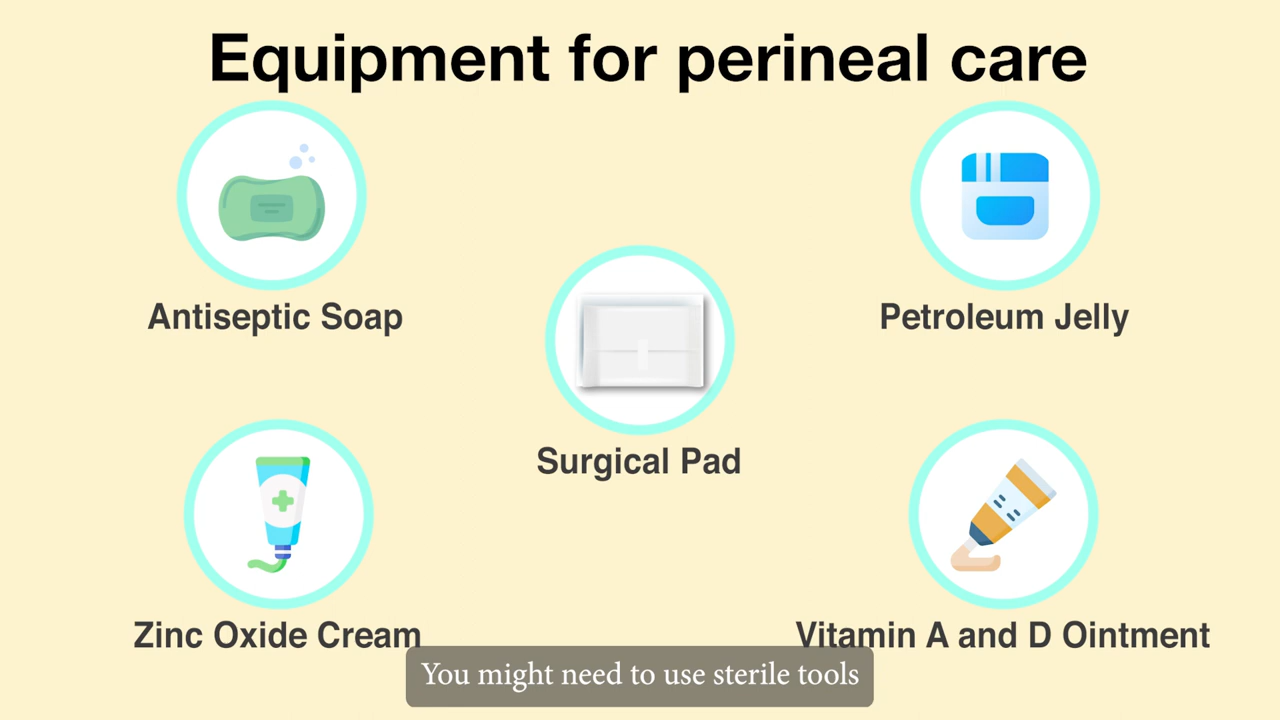 Equipment for perineal care
Antiseptic Soap
Petroleum Jelly
Surgical Pad
Zinc Oxide Cream
Vitamin A and D Ointment
You might need to use sterile tools